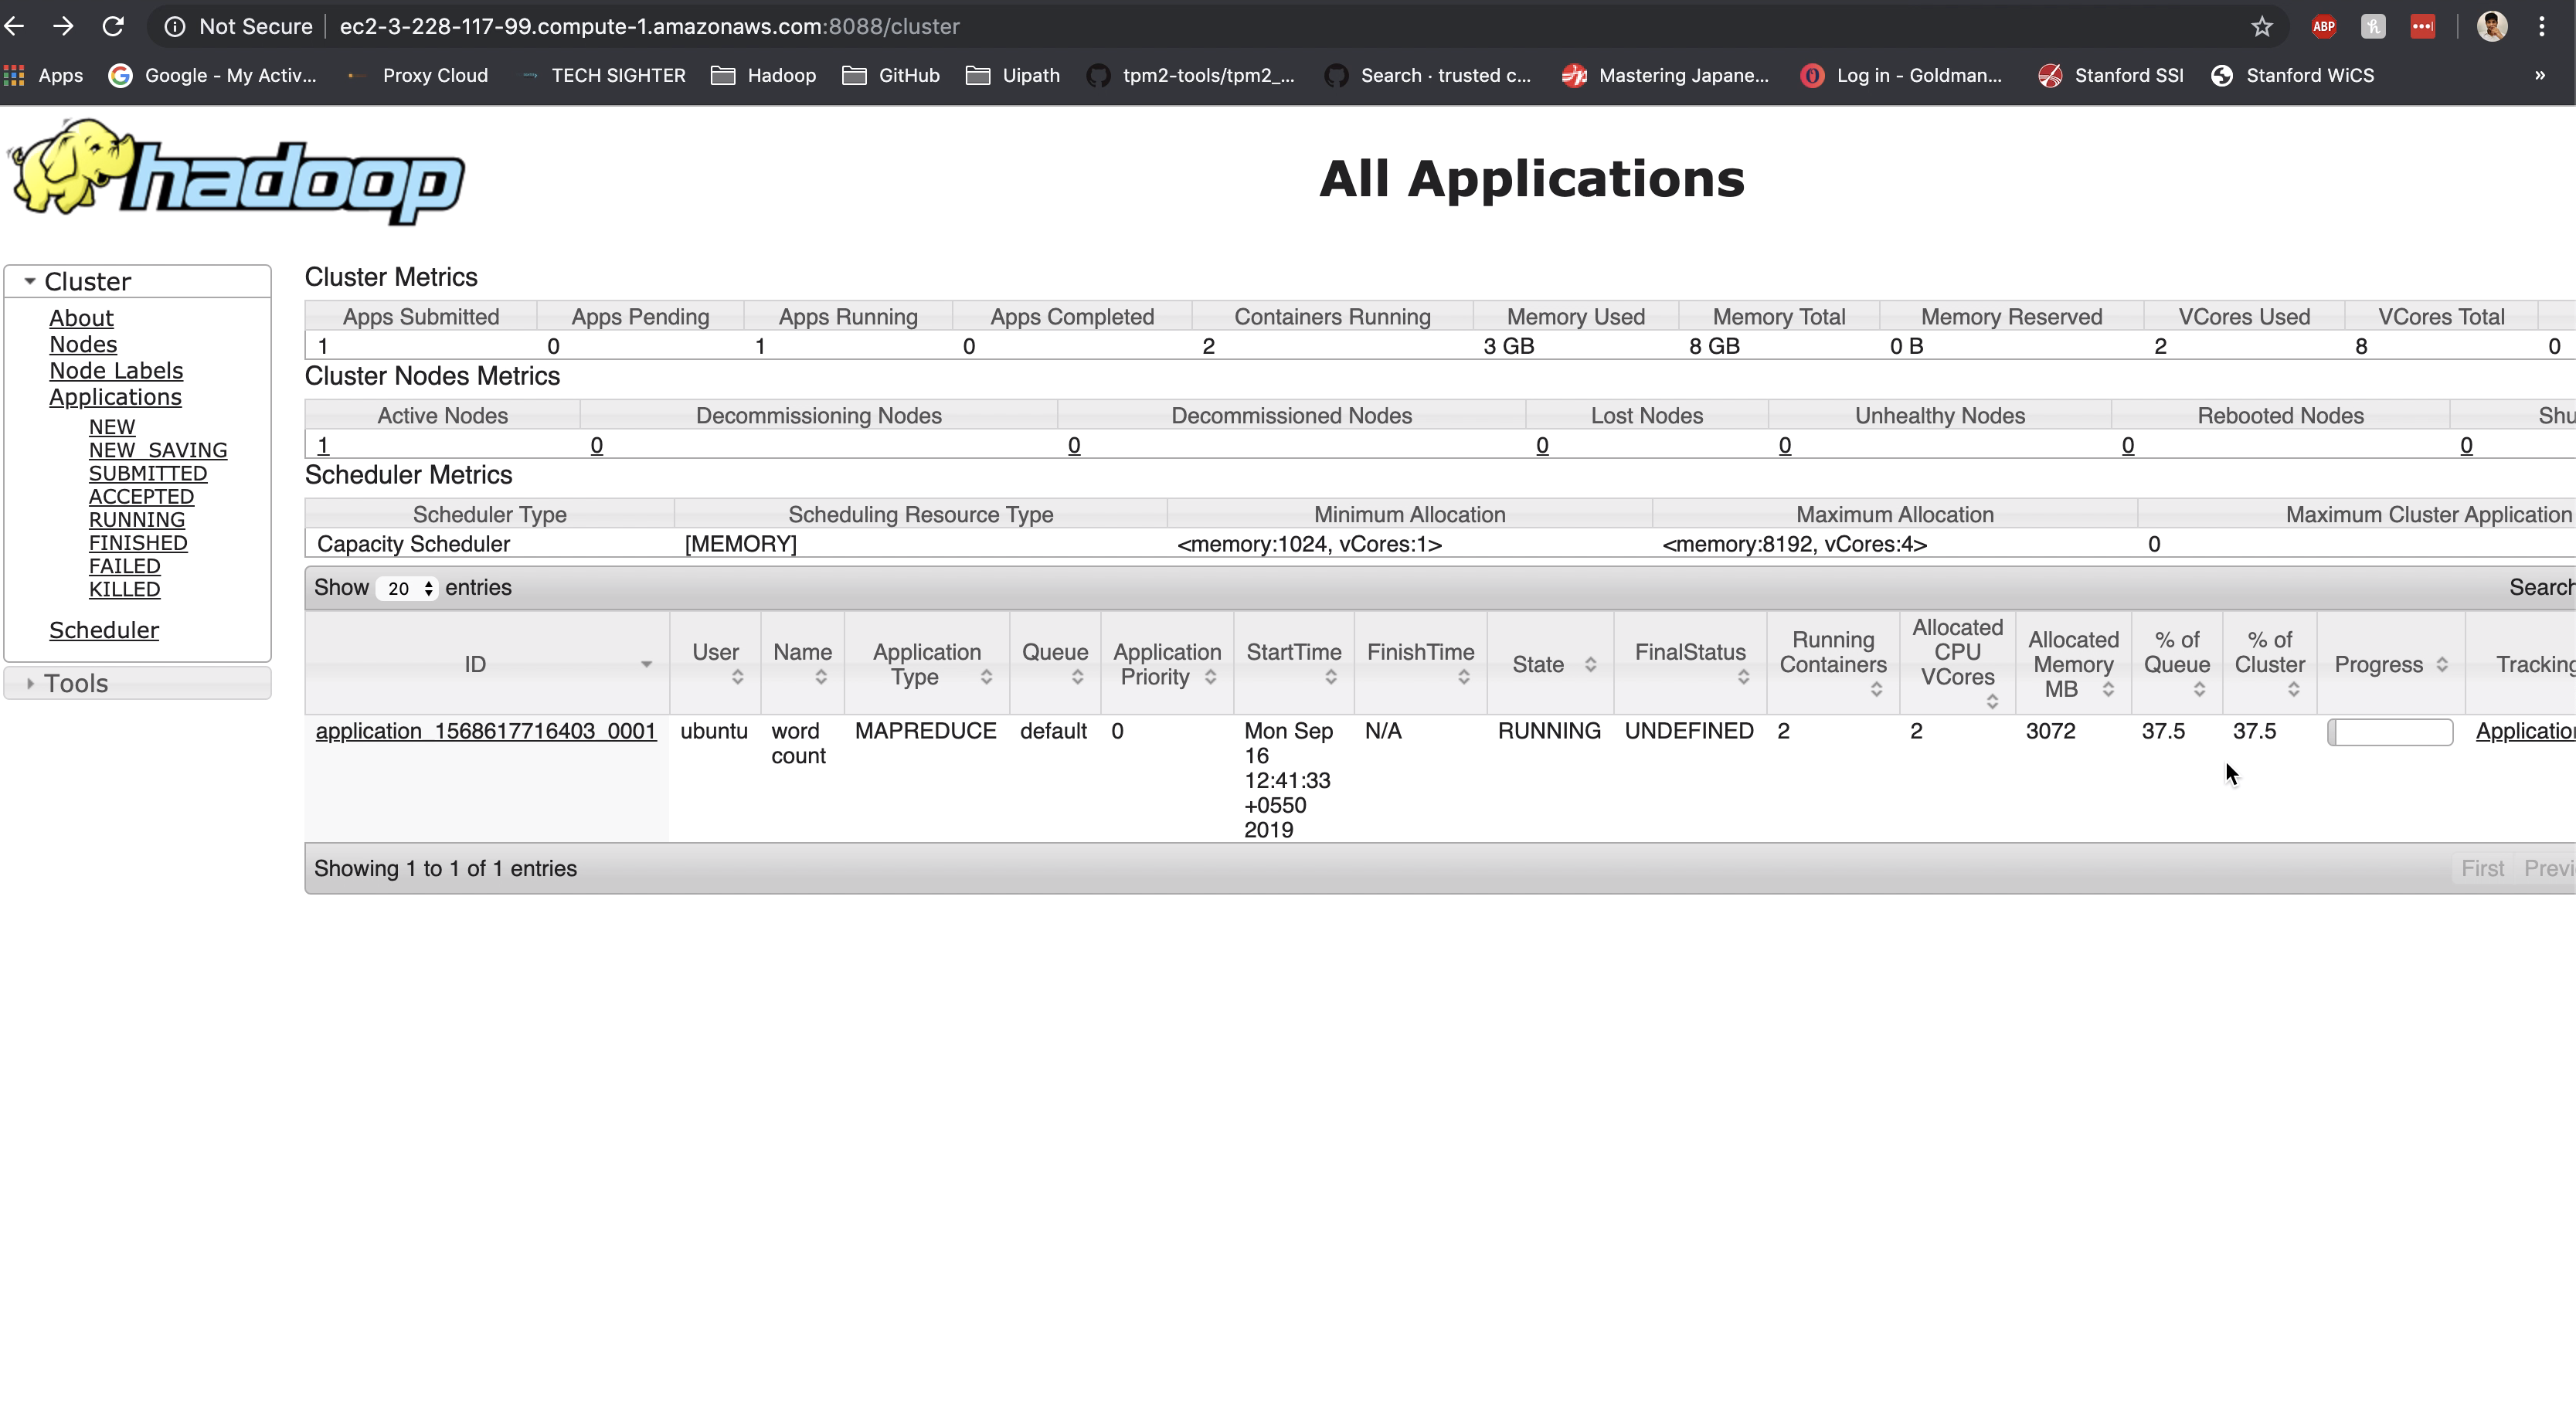 Not Secure | ec2-3-228-117-99.compute-1.amazonaws.com:8088/cluster ABP
Apps Google - My Activ... Proxy Cloud TECH SIGHTER Hadoop GitHub Uipath tpm2-tools/tpm2_... Search · trusted c... Mastering Japane... Log in - Goldman... Stanford SSI Stanford WiCS »
hadoop
All Applications
Cluster
About
Nodes
Node Labels
Applications
NEW
NEW_SAVING
SUBMITTED
ACCEPTED
RUNNING
FINISHED
FAILED
KILLED
Scheduler
Tools
Cluster Metrics
Apps Submitted Apps Pending Apps Running Apps Completed Containers Running Memory Used Memory Total Memory Reserved VCores Used VCores Total
1 0 1 0 2 3 GB 8 GB 0 B 2 8 0
Cluster Nodes Metrics
Active Nodes Decommissioning Nodes Decommissioned Nodes Lost Nodes Unhealthy Nodes Rebooted Nodes Shu
1 0 0 0 0 0 0
Scheduler Metrics
Scheduler Type Scheduling Resource Type Minimum Allocation Maximum Allocation Maximum Cluster Application
Capacity Scheduler [MEMORY] <memory:1024, vCores:1> <memory:8192, vCores:4> 0
Show 20 entries Search
ID User Name Application Type Queue Application Priority StartTime FinishTime State FinalStatus Running Containers Allocated CPU VCores Allocated Memory MB % of Queue % of Cluster Progress Tracking
application_1568617716403_0001 ubuntu word count MAPREDUCE default 0 Mon Sep 16 12:41:33 +0550 2019 N/A RUNNING UNDEFINED 2 2 3072 37.5 37.5 Application
Showing 1 to 1 of 1 entries First Previ